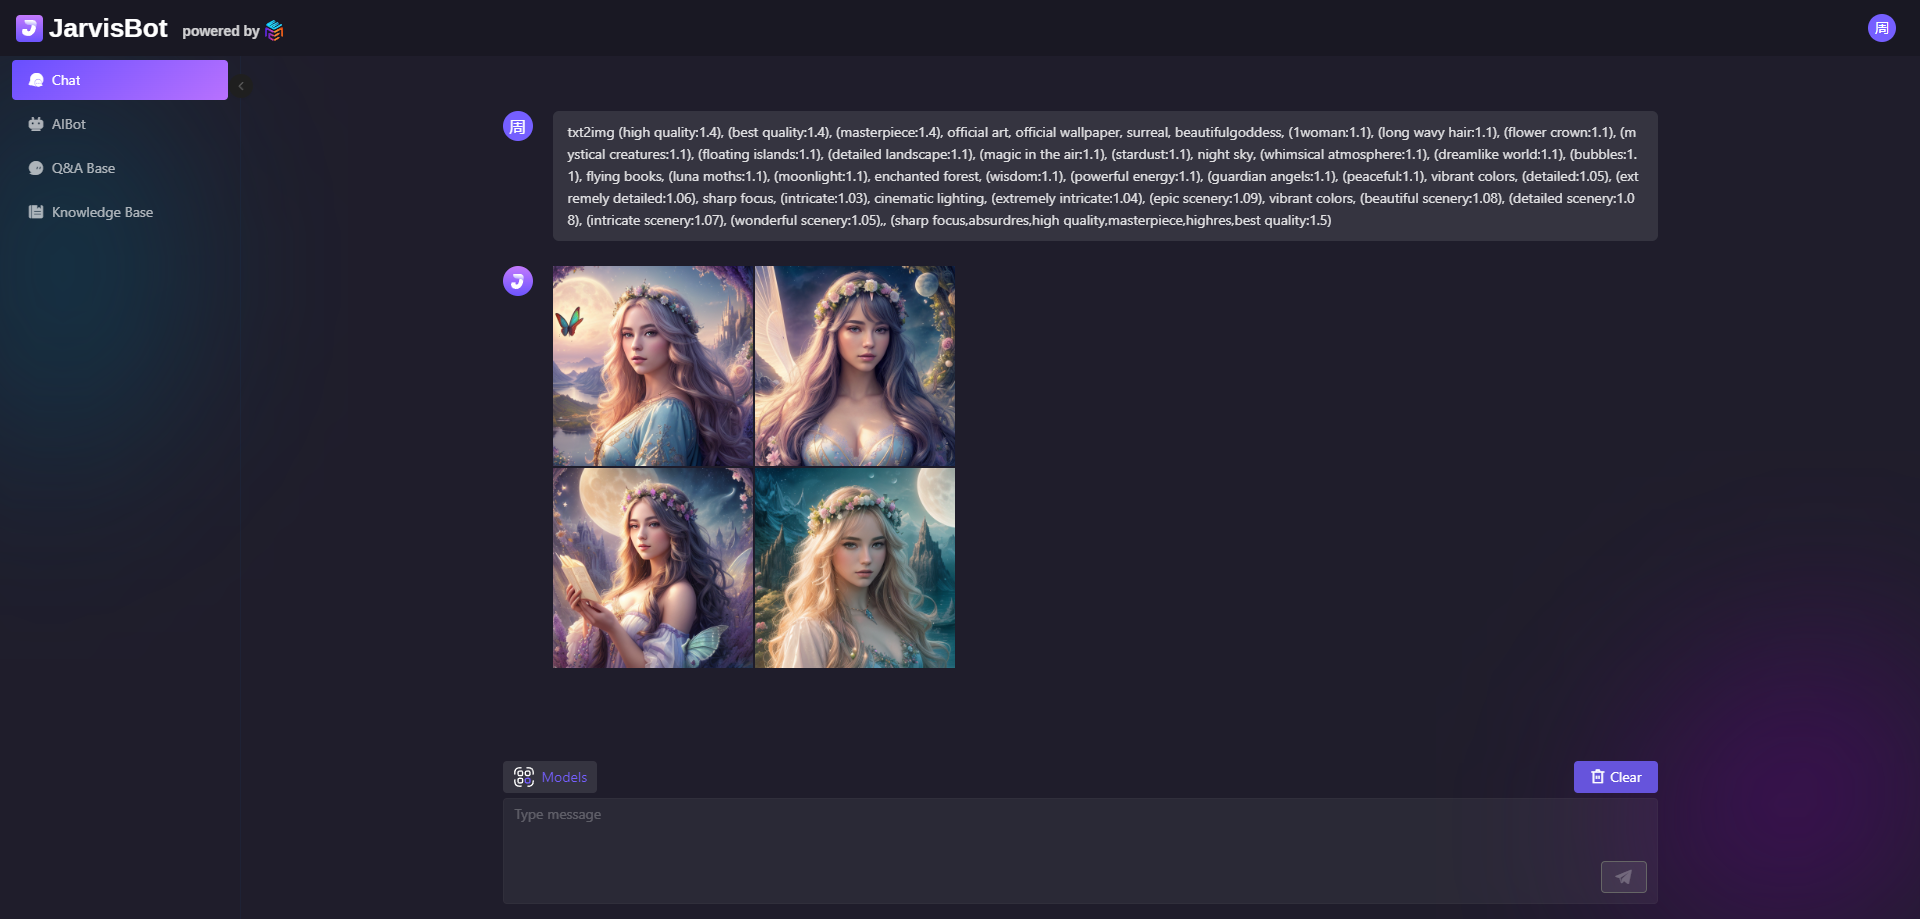 JarvisBot powered by
周
Chat
AIBot
Q&A Base
Knowledge Base
周
txt2img (high quality:1.4), (best quality:1.4), (masterpiece:1.4), official art, official wallpaper, surreal, beautifulgoddess, (1woman:1.1), (long wavy hair:1.1), (flower crown:1.1), (m
ystical creatures:1.1), (floating islands:1.1), (detailed landscape:1.1), (magic in the air:1.1), (stardust:1.1), night sky, (whimsical atmosphere:1.1), (dreamlike world:1.1), (bubbles:1.
1), flying books, (luna moths:1.1), (moonlight:1.1), enchanted forest, (wisdom:1.1), (powerful energy:1.1), (guardian angels:1.1), (peaceful:1.1), vibrant colors, (detailed:1.05), (ext
remely detailed:1.06), sharp focus, (intricate:1.03), cinematic lighting, (extremely intricate:1.04), (epic scenery:1.09), vibrant colors, (beautiful scenery:1.08), (detailed scenery:1.0
8), (intricate scenery:1.07), (wonderful scenery:1.05),, (sharp focus,absurdres,high quality,masterpiece,highres,best quality:1.5)
Models
Clear
Type message